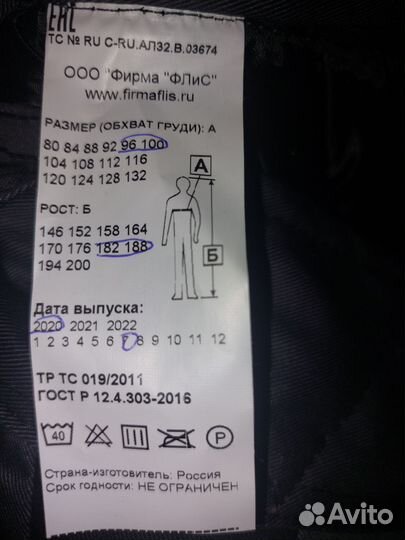 ЕАС
ТС № RU C-RU.АЛ32.В.03674
ООО "Фирма "ФЛиС"
www.firmaflis.ru
РАЗМЕР (ОБХВАТ ГРУДИ): А
80 84 88 92 96 100
104 108 112 116
120 124 128 132
А
РОСТ: Б
146 152 158 164
170 176 182 188
194 200
Б
Дата выпуска:
2020 2021 2022
1 2 3 4 5 6 7 8 9 10 11 12
ТР ТС 019/2011
ГОСТ Р 12.4.303-2016
40 P
Страна-изготовитель: Россия
Срок годности: НЕ ОГРАНИЧЕН
Avito